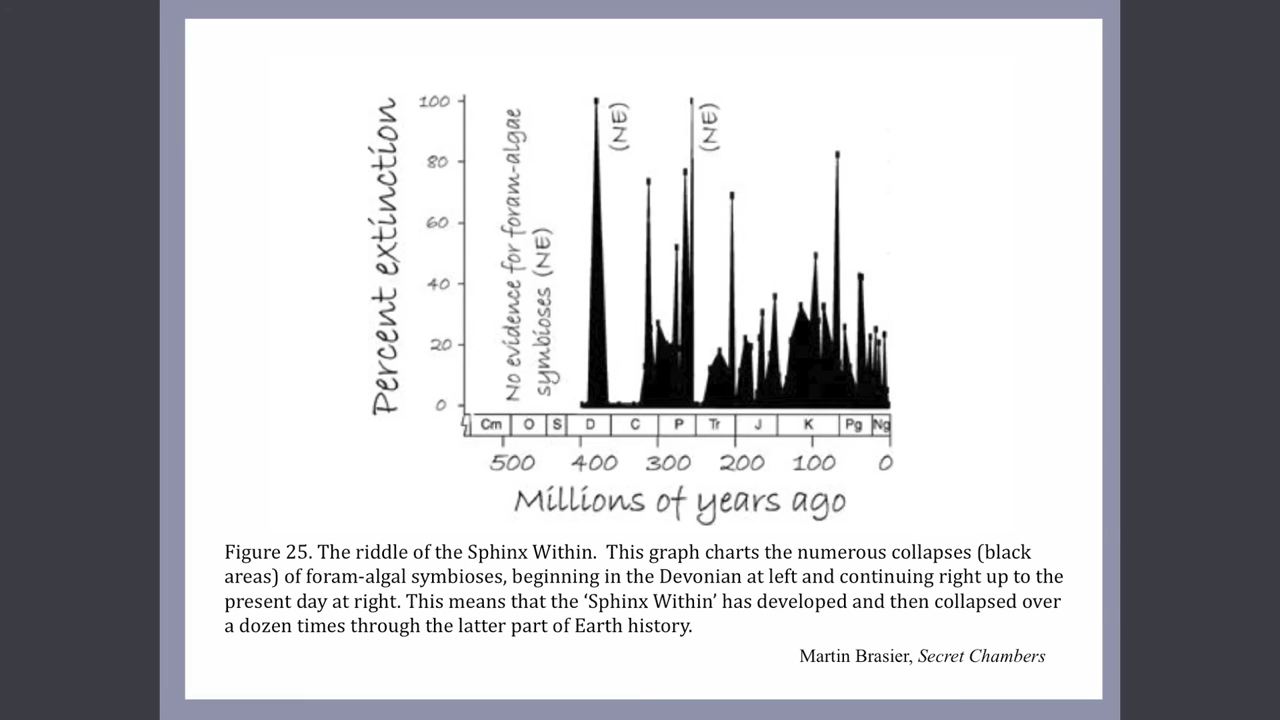 Percent extinction
100
80
60
40
20
0
No evidence for foram-algae
symbioses (NE)
(NE)
(NE)
Cm O S D C P Tr J K Pg Ng
500 400 300 200 100 0
Millions of years ago
Figure 25. The riddle of the Sphinx Within. This graph charts the numerous collapses (black
areas) of foram-algal symbioses, beginning in the Devonian at left and continuing right up to the
present day at right. This means that the ‘Sphinx Within’ has developed and then collapsed over
a dozen times through the latter part of Earth history.
Martin Brasier, Secret Chambers